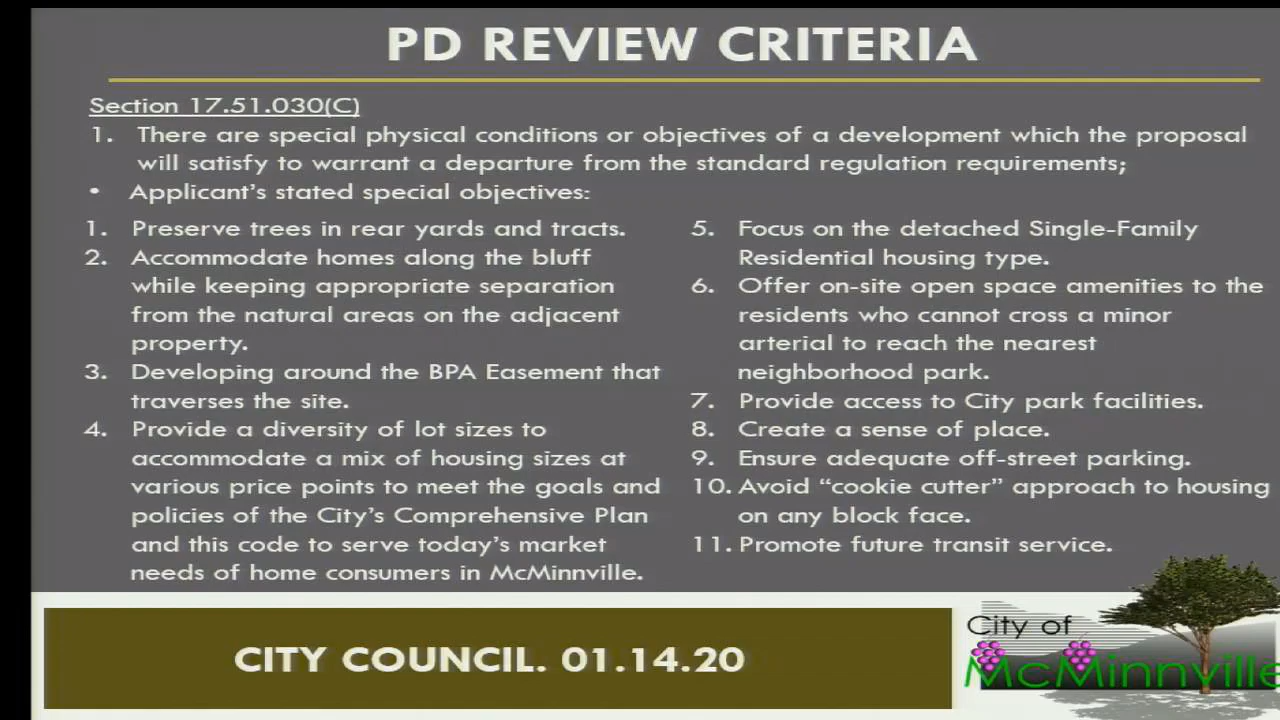 PD REVIEW CRITERIA
Section 17.51.030(C)
1. There are special physical conditions or objectives of a development which the proposal
will satisfy to warrant a departure from the standard regulation requirements;
• Applicant's stated special objectives:
1. Preserve trees in rear yards and tracts.
2. Accommodate homes along the bluff
while keeping appropriate separation
from the natural areas on the adjacent
property.
3. Developing around the BPA Easement that
traverses the site.
4. Provide a diversity of lot sizes to
accommodate a mix of housing sizes at
various price points to meet the goals and
policies of the City's Comprehensive Plan
and this code to serve today's market
needs of home consumers in McMinnville.
5. Focus on the detached Single-Family
Residential housing type.
6. Offer on-site open space amenities to the
residents who cannot cross a minor
arterial to reach the nearest
neighborhood park.
7. Provide access to City park facilities.
8. Create a sense of place.
9. Ensure adequate off-street parking.
10. Avoid “cookie cutter” approach to housing
on any block face.
11. Promote future transit service.
CITY COUNCIL. 01.14.20
City of
McMinnville